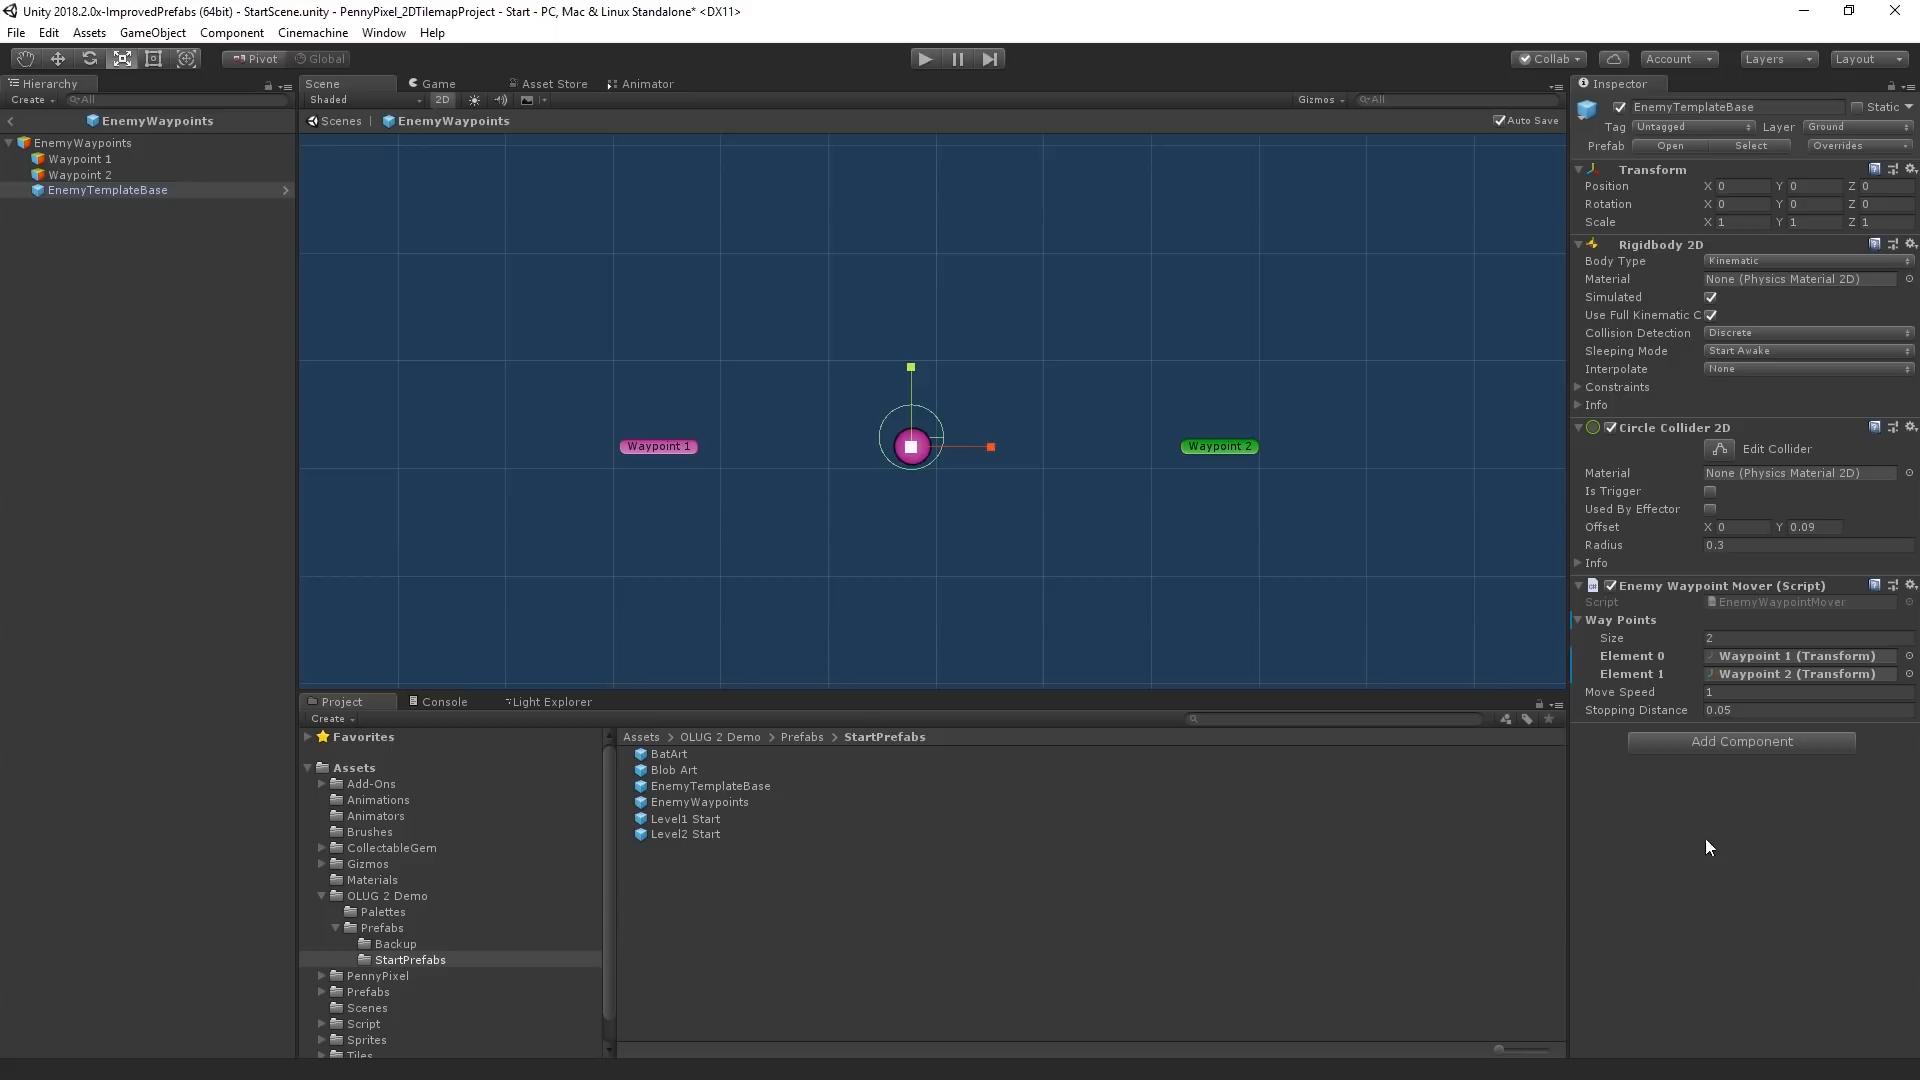 Unity 2018.2.0x-ImprovedPrefabs (64bit) - StartScene.unity - PennyPixel_2DTilemapProject - Start - PC, Mac & Linux Standalone* <DX11>
File Edit Assets GameObject Component Cinemachine Window Help
Pivot Global Collab Account Layers Layout
Hierarchy
Create All
EnemyWaypoints
EnemyWaypoints
Waypoint 1
Waypoint 2
EnemyTemplateBase
Scene Game Asset Store Animator
Shaded 2D Gizmos All
Scenes EnemyWaypoints Auto Save
Waypoint 1
Waypoint 2
Project Console Light Explorer
Create
Favorites
Assets
Add-Ons
Animations
Animators
Brushes
CollectableGem
Gizmos
Materials
OLUG 2 Demo
Palettes
Prefabs
Backup
StartPrefabs
PennyPixel
Prefabs
Scenes
Script
Sprites
Tiles
Assets > OLUG 2 Demo > Prefabs > StartPrefabs
BatArt
Blob Art
EnemyTemplateBase
EnemyWaypoints
Level1 Start
Level2 Start
Inspector
EnemyTemplateBase Static
Tag Untagged Layer Ground
Prefab Open Select Overrides
Transform
Position X 0 Y 0 Z 0
Rotation X 0 Y 0 Z 0
Scale X 1 Y 1 Z 1
Rigidbody 2D
Body Type Kinematic
Material None (Physics Material 2D)
Simulated
Use Full Kinematic C
Collision Detection Discrete
Sleeping Mode Start Awake
Interpolate None
Constraints
Info
Circle Collider 2D
Edit Collider
Material None (Physics Material 2D)
Is Trigger
Used By Effector
Offset X 0 Y 0.09
Radius 0.3
Info
Enemy Waypoint Mover (Script)
Script EnemyWaypointMover
Way Points
Size 2
Element 0 Waypoint 1 (Transform)
Element 1 Waypoint 2 (Transform)
Move Speed 1
Stopping Distance 0.05
Add Component